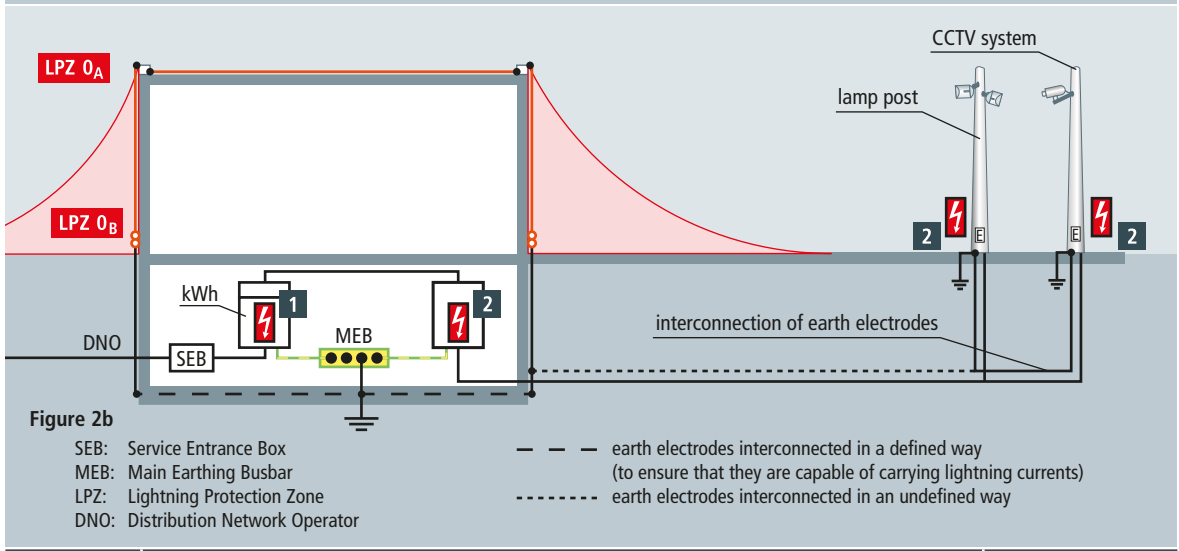 CCTV system
LPZ 0A
lamp post
LPZ 0B
2
E
E
2
kWh
1
2
DNO
SEB
MEB
interconnection of earth electrodes
Figure 2b
SEB: Service Entrance Box
MEB: Main Earthing Busbar
LPZ: Lightning Protection Zone
DNO: Distribution Network Operator
earth electrodes interconnected in a defined way
(to ensure that they are capable of carrying lightning currents)
earth electrodes interconnected in an undefined way